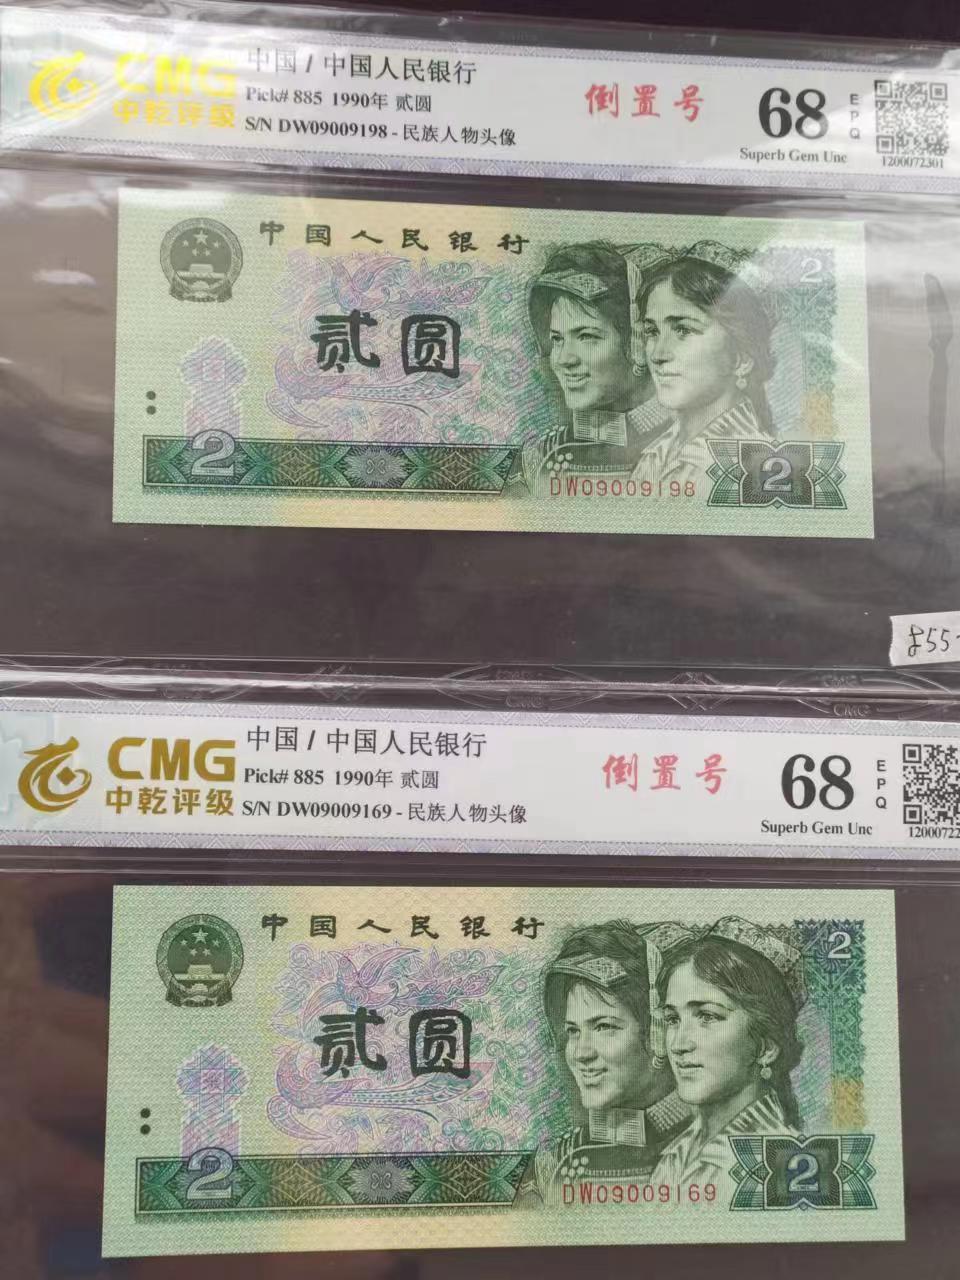 CMG
中乾评级
中国 / 中国人民银行
Pick# 885 1990年 贰圆
S/N DW09009198 - 民族人物头像
倒置号
68
EPQ
Superb Gem Unc
1200072301
中国人民银行
2
贰圆
2
DW09009198
2
CMG
中乾评级
中国 / 中国人民银行
Pick# 885 1990年 贰圆
S/N DW09009169 - 民族人物头像
倒置号
68
EPQ
Superb Gem Unc
中国人民银行
2
贰圆
2
DW09009169
2